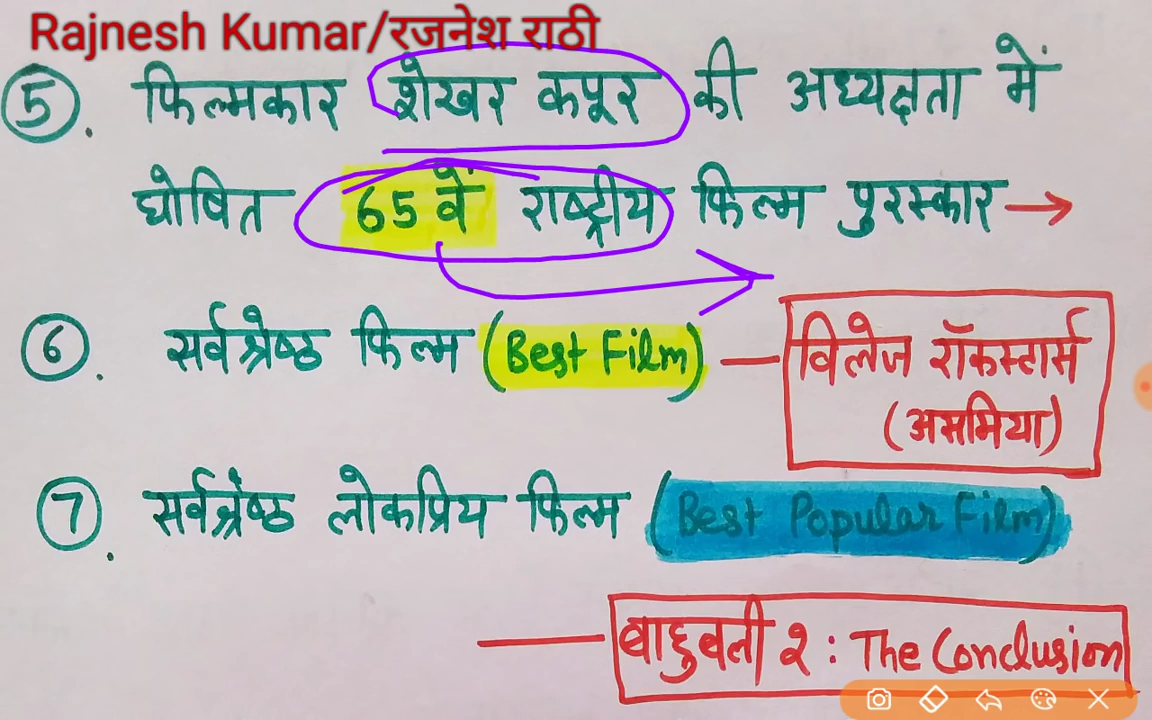 Rajnesh Kumar/रजनेश राठी
5. फिल्मकार शेखर कपूर की अध्यक्षता में
घोषित 65 वें राष्ट्रीय फिल्म पुरस्कार →
6. सर्वश्रेष्ठ फिल्म (Best Film) — विलेज रॉकस्टार्स
(असमिया)
7. सर्वश्रेष्ठ लोकप्रिय फिल्म (Best Popular Film)
— बाहुबली २ : The Conclusion